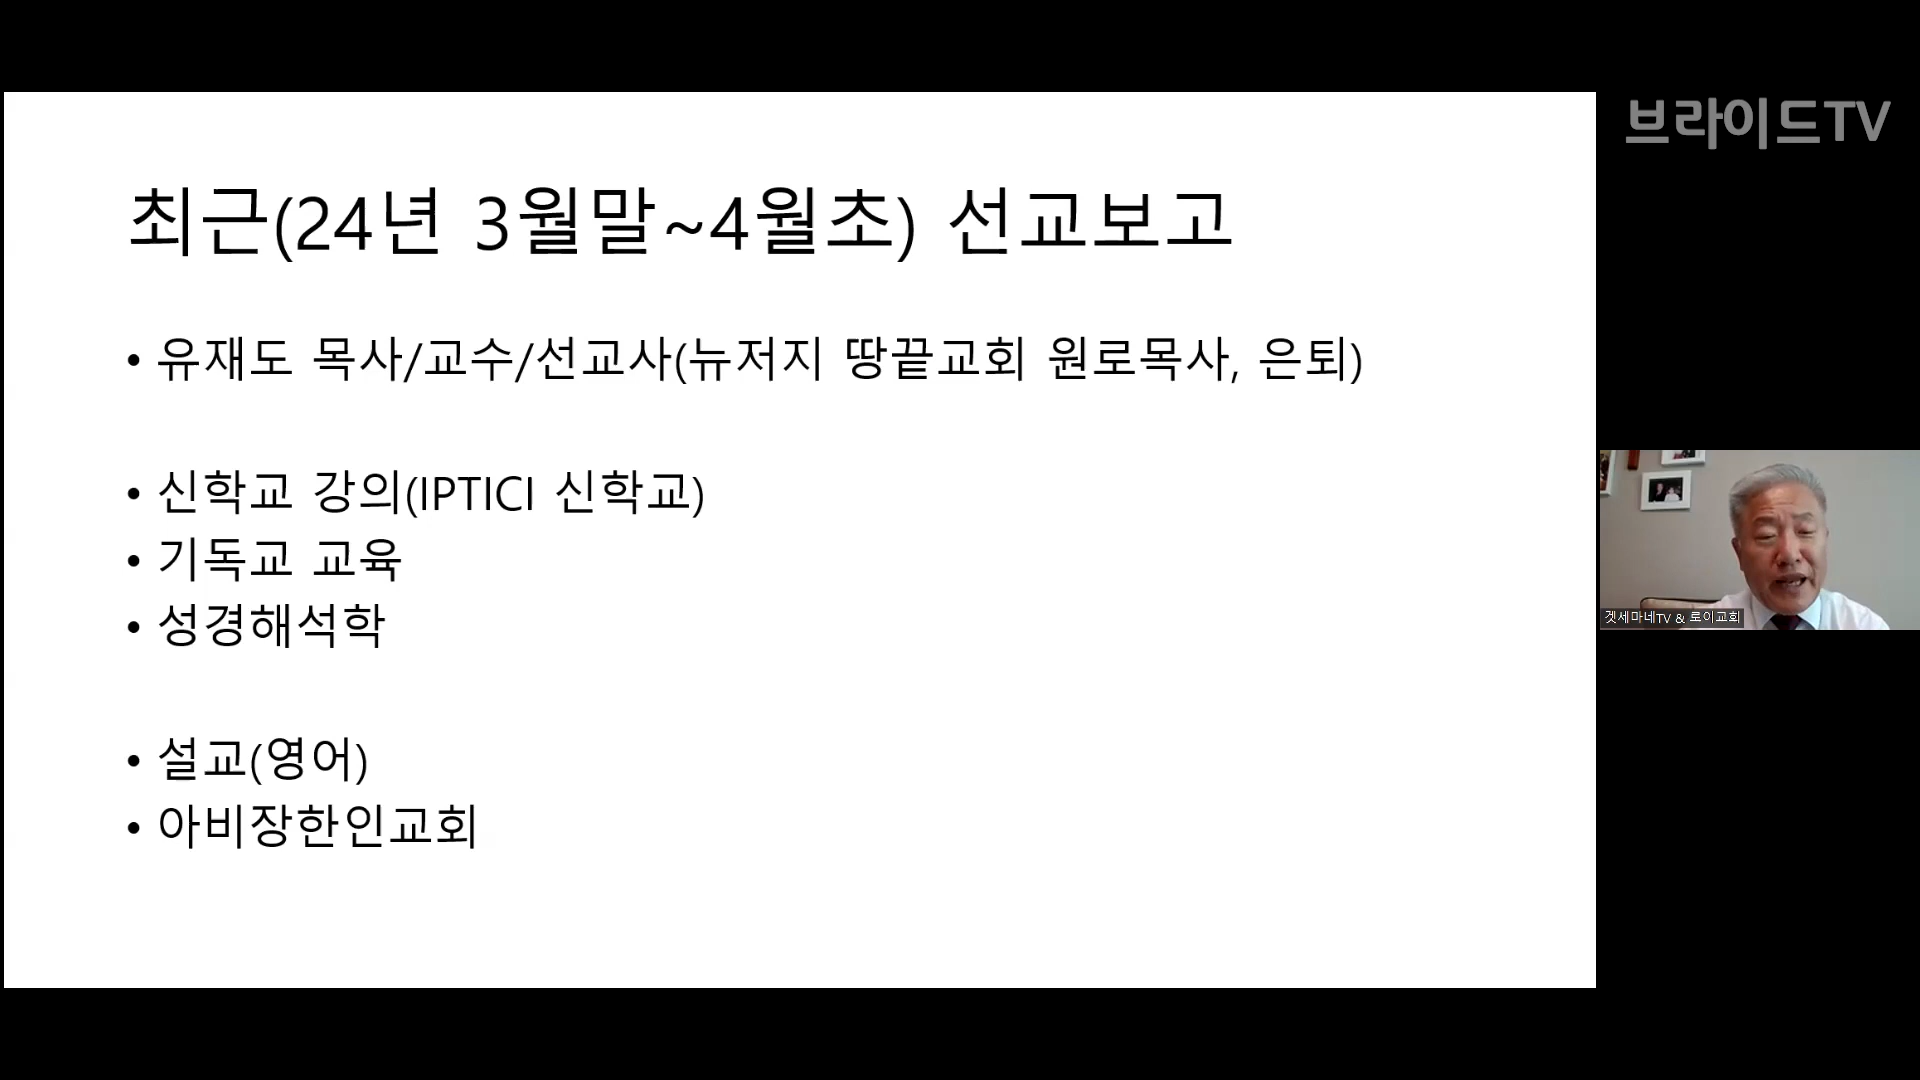 브라이드TV
최근(24년 3월말~4월초) 선교보고
• 유재도 목사/교수/선교사(뉴저지 땅끝교회 원로목사, 은퇴)
• 신학교 강의(IPTICI 신학교)
• 기독교 교육
• 성경해석학
• 설교(영어)
• 아비장한인교회
겟세마네TV & 로이교회